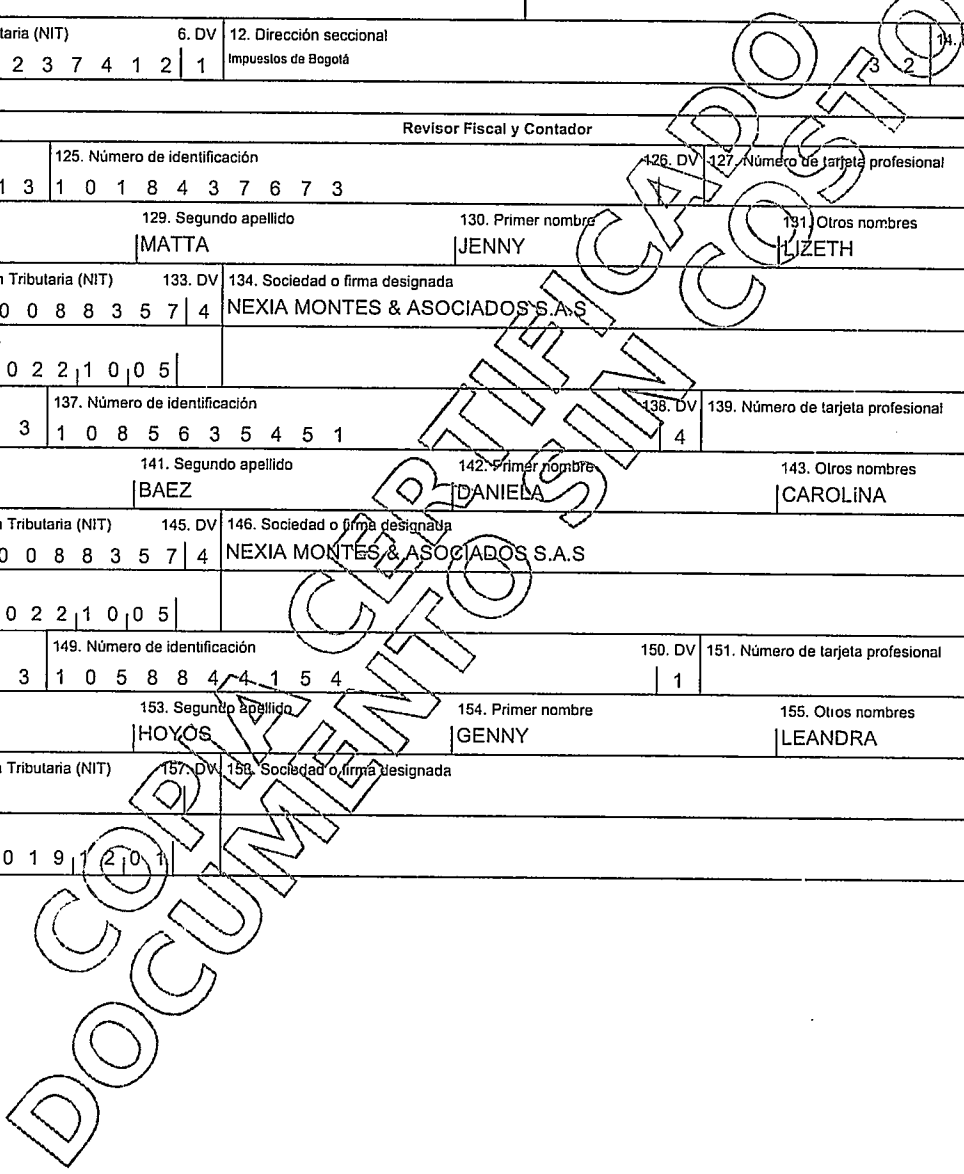 taria (NIT) 6. DV 12. Dirección seccional 14.
2 3 7 4 1 2 1 Impuestos de Bogotá 3 2
Revisor Fiscal y Contador
125. Número de identificación 126. DV 127. Número de tarjeta profesional
1 3 1 0 1 8 4 3 7 6 7 3
129. Segundo apellido 130. Primer nombre 131. Otros nombres
MATTA JENNY LIZETH
n Tributaria (NIT) 133. DV 134. Sociedad o firma designada
0 0 8 8 3 5 7 4 NEXIA MONTES & ASOCIADOS S.A.S
0 2 2 1 0 0 5
137. Número de identificación 138. DV 139. Número de tarjeta profesional
3 1 0 8 5 6 3 5 4 5 1 4
141. Segundo apellido 142. Primer nombre 143. Otros nombres
BAEZ DANIELA CAROLINA
n Tributaria (NIT) 145. DV 146. Sociedad o firma designada
0 0 8 8 3 5 7 4 NEXIA MONTES & ASOCIADOS S.A.S
0 2 2 1 0 0 5
149. Número de identificación 150. DV 151. Número de tarjeta profesional
3 1 0 5 8 8 4 4 1 5 4 1
153. Segundo apellido 154. Primer nombre 155. Otros nombres
HOYOS GENNY LEANDRA
n Tributaria (NIT) 157. DV 158. Sociedad o firma designada
0 1 9 1 2 0 1
COPIA CERTIFICADO
DOCUMENTO SIN COSTO